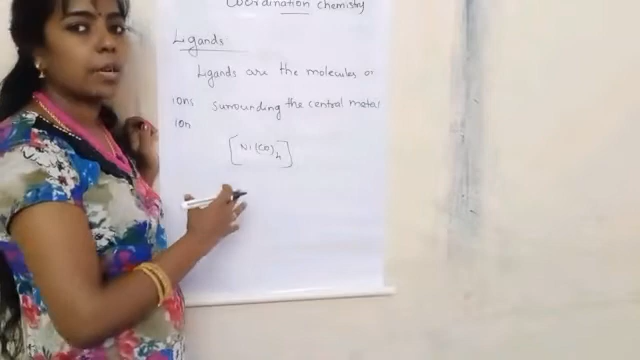 Coordination chemistry
Ligands
Ligands are the molecules or
ions surrounding the central metal
ion
[Ni(CO)4]